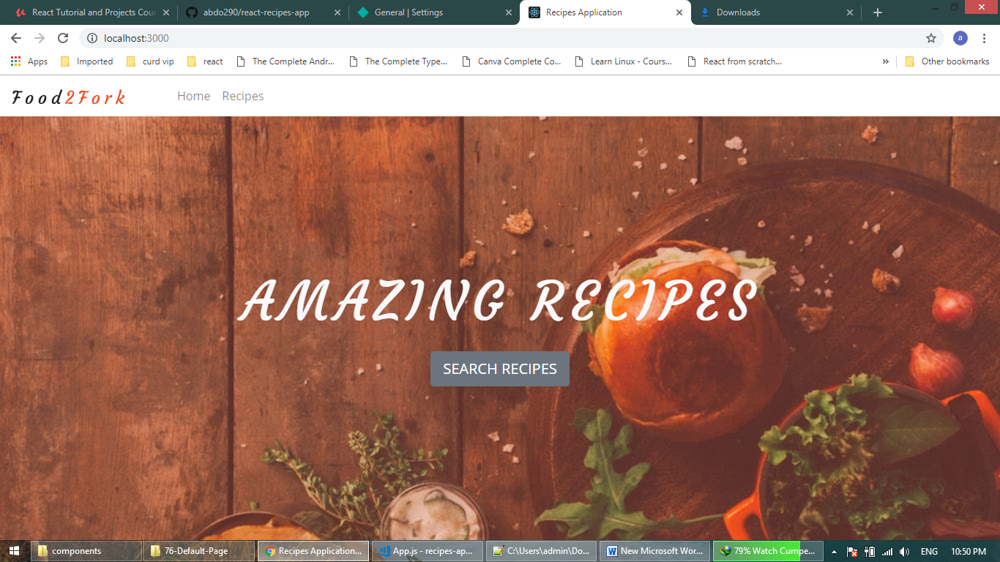 React Tutorial and Projects Cour
abdo290/react-recipes-app
General | Settings
Recipes Application
Downloads
localhost:3000
a
Apps
Imported
curd vip
react
The Complete Andr...
The Complete Type...
Canva Complete Co...
Learn Linux - Cours...
React from scratch...
»
Other bookmarks
Food2Fork
Home
Recipes
AMAZING RECIPES
SEARCH RECIPES
components
76-Default-Page
Recipes Application...
App.js - recipes-ap...
C:\Users\admin\Do...
New Microsoft Wor...
79% Watch Cumpe...
ENG
10:50 PM